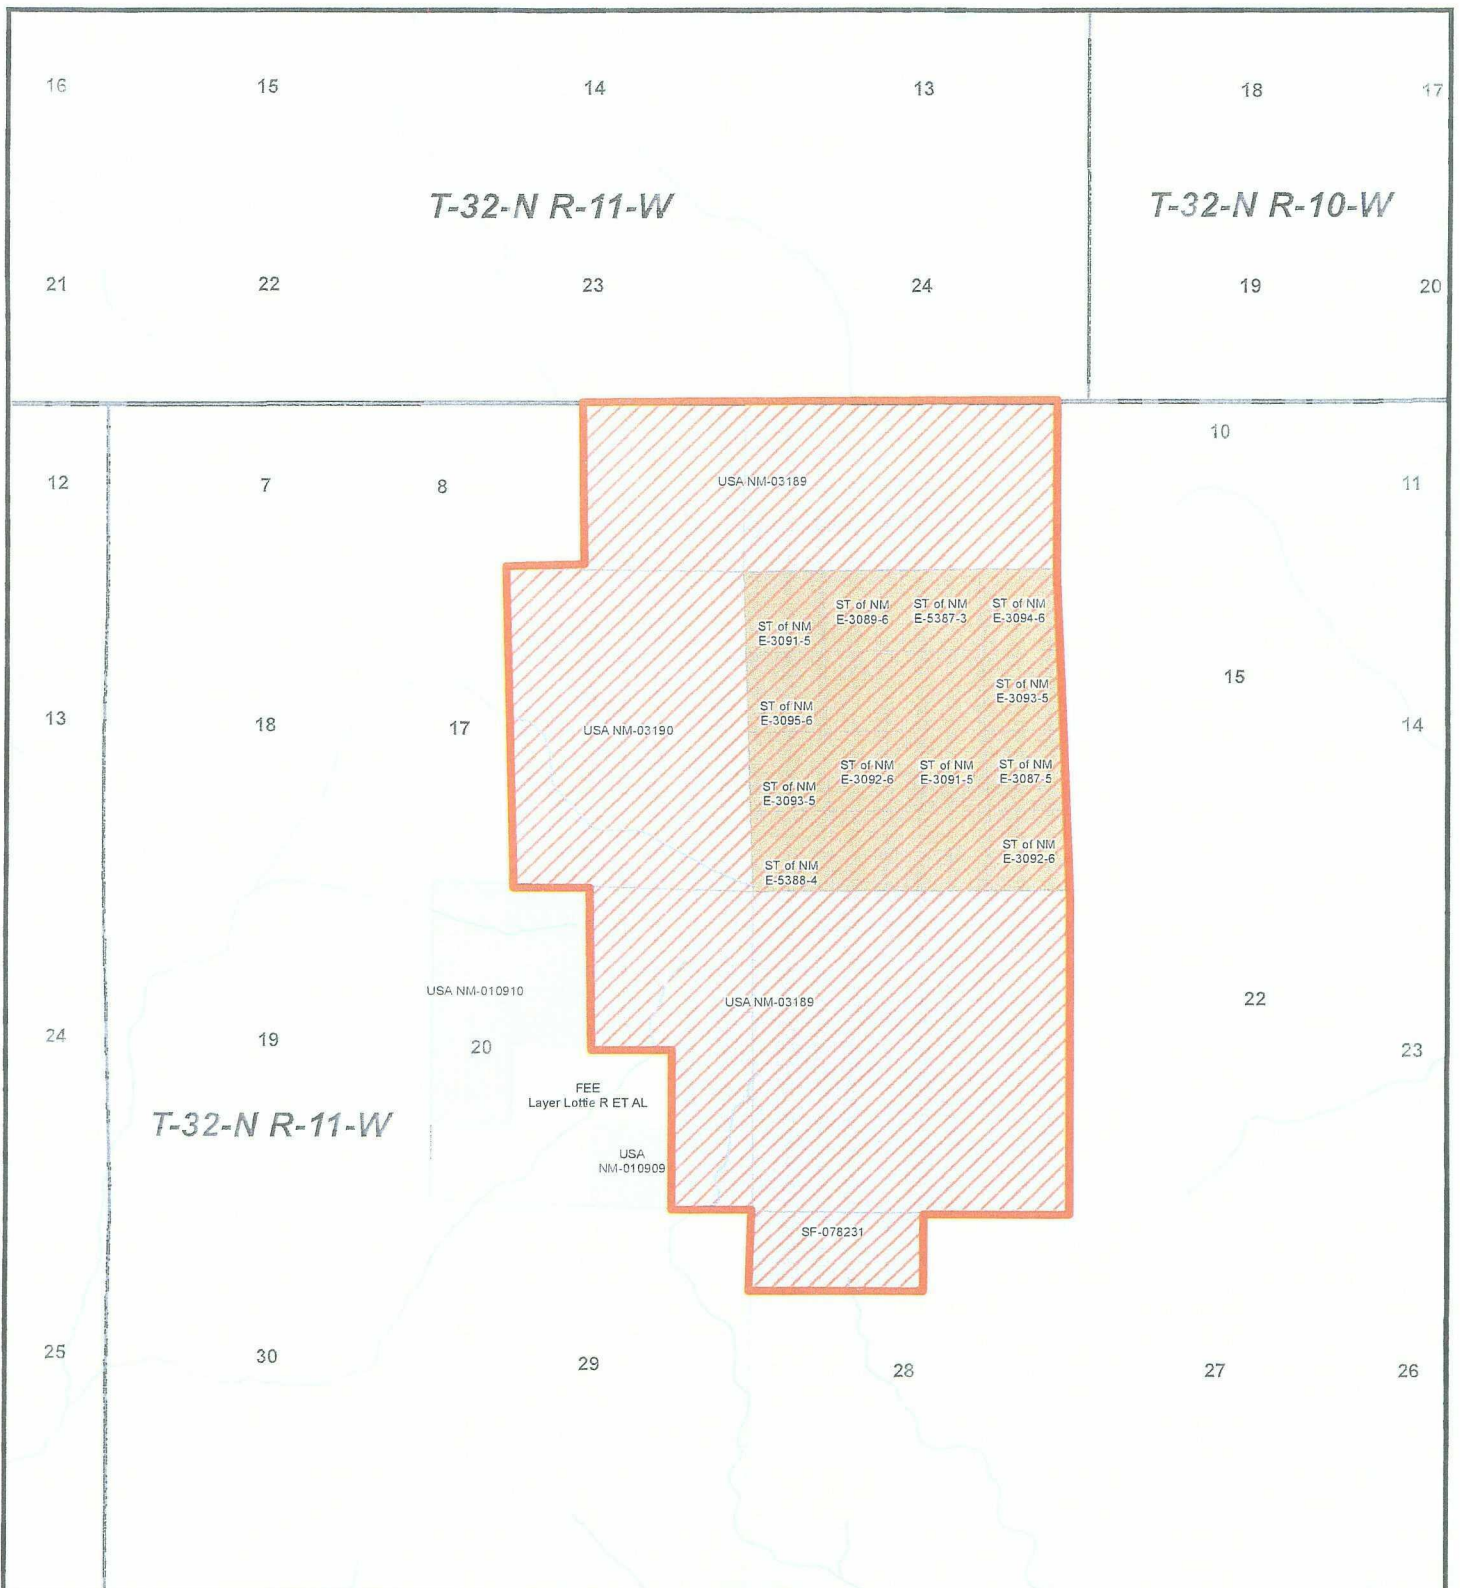 16 15 14 13 18 17
T-32-N R-11-W T-32-N R-10-W
21 22 23 24 19 20
10
12 7 8 USA NM-03189 11
ST of NM
E-3091-5
ST of NM
E-3089-6
ST of NM
E-5387-3
ST of NM
E-3094-6
ST of NM
E-3093-5
15
13 18 17 USA NM-03190
ST of NM
E-3095-6
14
ST of NM
E-3093-5
ST of NM
E-3092-6
ST of NM
E-3091-5
ST of NM
E-3087-5
ST of NM
E-5388-4
ST of NM
E-3092-6
USA NM-010910 USA NM-03189 22
24 19 20 23
FEE
Layer Lottie R ET AL
T-32-N R-11-W
USA
NM-010909
SF-078231
25 30 29 28 27 26